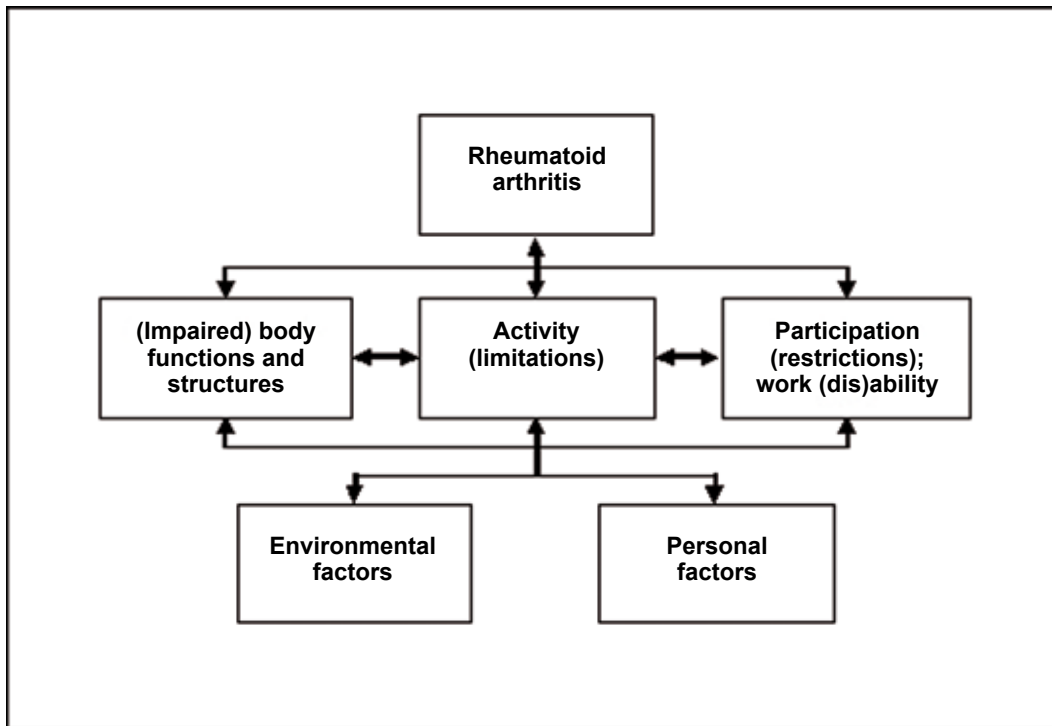 Rheumatoid
arthritis
(Impaired) body
functions and
structures
Activity
(limitations)
Participation
(restrictions);
work (dis)ability
Environmental
factors
Personal
factors